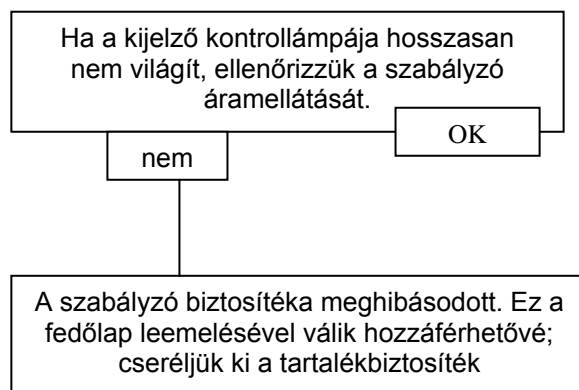 Ha a kijelző kontrollámpája hosszasan
nem világít, ellenőrizzük a szabályzó
áramellátását.
OK
nem
A szabályzó biztosítéka meghibásodott. Ez a
fedőlap leemelésével válik hozzáférhetővé;
cseréljük ki a tartalékbiztosíték